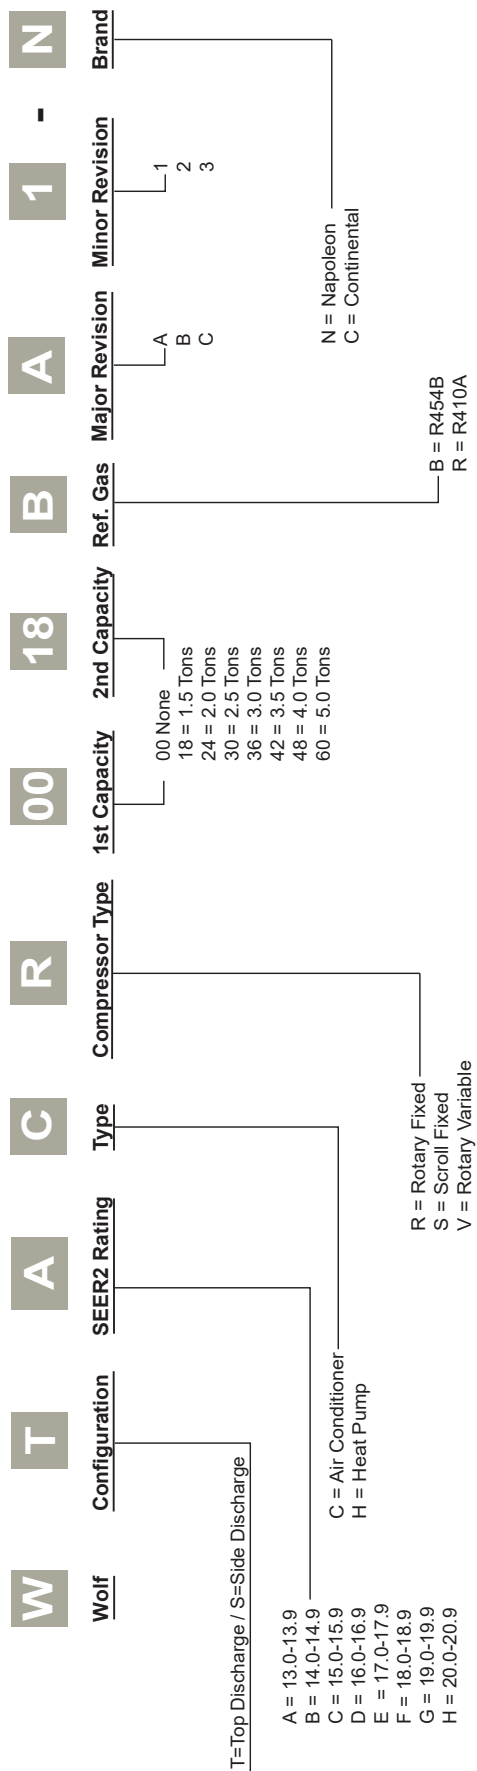 W T A C R 00 18 B A 1 - N
Wolf
Configuration
SEER2 Rating
Type
Compressor Type
1st Capacity
2nd Capacity
Ref. Gas
Major Revision
Minor Revision
Brand
T=Top Discharge / S=Side Discharge
A = 13.0-13.9
B = 14.0-14.9
C = 15.0-15.9
D = 16.0-16.9
E = 17.0-17.9
F = 18.0-18.9
G = 19.0-19.9
H = 20.0-20.9
C = Air Conditioner
H = Heat Pump
R = Rotary Fixed
S = Scroll Fixed
V = Rotary Variable
00 None
18 = 1.5 Tons
24 = 2.0 Tons
30 = 2.5 Tons
36 = 3.0 Tons
42 = 3.5 Tons
48 = 4.0 Tons
60 = 5.0 Tons
B = R454B
R = R410A
A
B
C
1
2
3
N = Napoleon
C = Continental